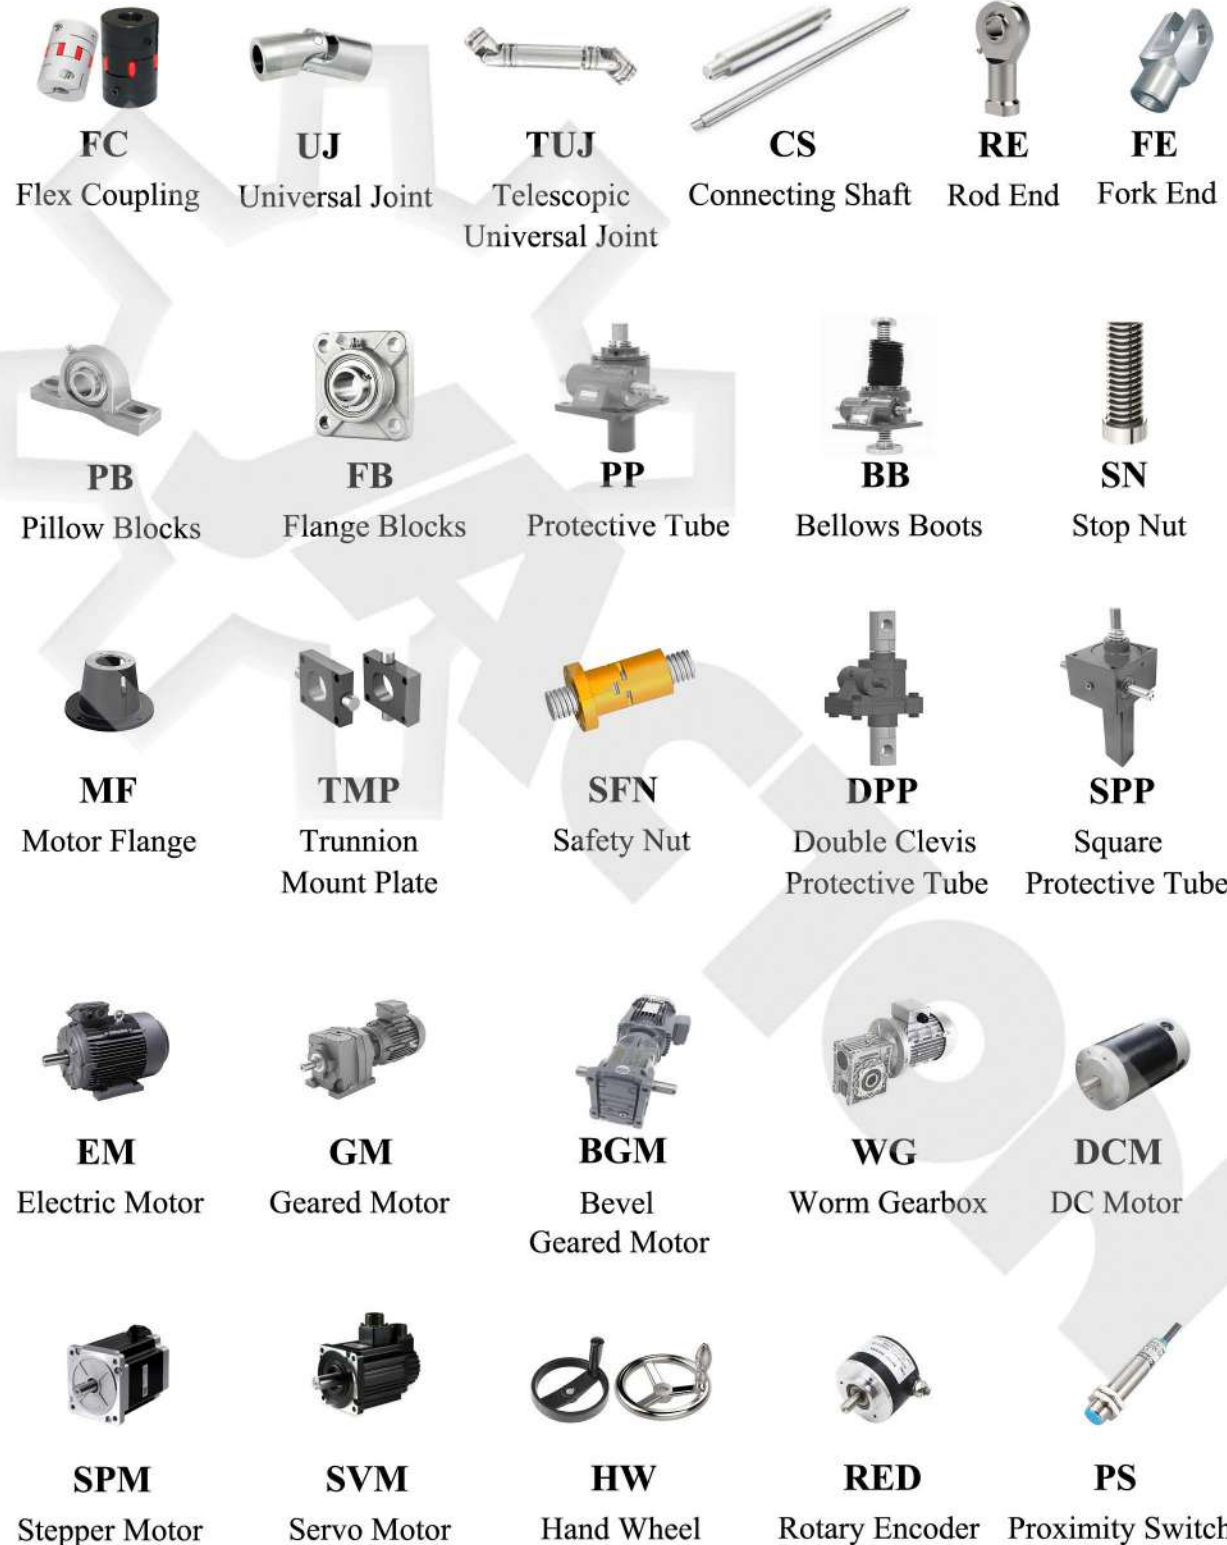 FC UJ TUJ CS RE FE
Flex Coupling Universal Joint Telescopic Connecting Shaft Rod End Fork End
Universal Joint
PB FB PP BB SN
Pillow Blocks Flange Blocks Protective Tube Bellows Boots Stop Nut
MF TMP SFN DPP SPP
Motor Flange Trunnion Safety Nut Double Clevis Square
Mount Plate Protective Tube Protective Tube
EM GM BGM WG DCM
Electric Motor Geared Motor Bevel Worm Gearbox DC Motor
Geared Motor
SPM SVM HW RED PS
Stepper Motor Servo Motor Hand Wheel Rotary Encoder Proximity Switch